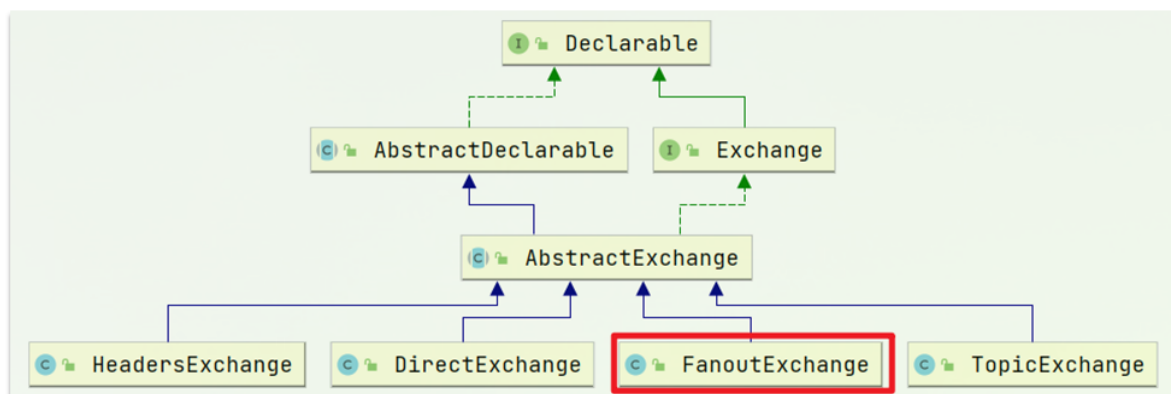 Declarable
AbstractDeclarable
Exchange
AbstractExchange
HeadersExchange
DirectExchange
FanoutExchange
TopicExchange